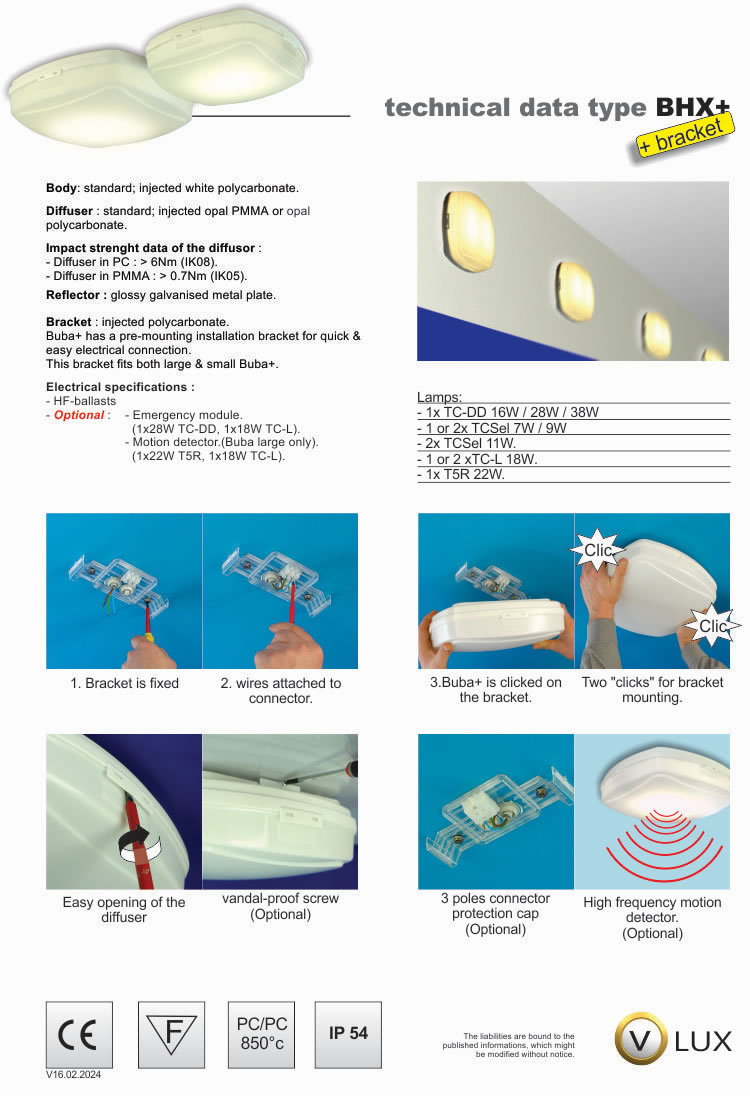 technical data type BHX+
+ bracket
Body: standard; injected white polycarbonate.
Diffuser : standard; injected opal PMMA or opal
polycarbonate.
Impact strenght data of the diffusor :
- Diffuser in PC : > 6Nm (IK08).
- Diffuser in PMMA : > 0.7Nm (IK05).
Reflector : glossy galvanised metal plate.
Bracket : injected polycarbonate.
Buba+ has a pre-mounting installation bracket for quick &
easy electrical connection.
This bracket fits both large & small Buba+.
Electrical specifications :
- HF-ballasts
- Optional : - Emergency module.
(1x28W TC-DD, 1x18W TC-L).
- Motion detector.(Buba large only).
(1x22W T5R, 1x18W TC-L).
Lamps:
- 1x TC-DD 16W / 28W / 38W
- 1 or 2x TCSel 7W / 9W
- 2x TCSel 11W.
- 1 or 2 xTC-L 18W.
- 1x T5R 22W.
1. Bracket is fixed
2. wires attached to
connector.
Clic
Clic
3.Buba+ is clicked on
the bracket.
Two "clicks" for bracket
mounting.
Easy opening of the
diffuser
vandal-proof screw
(Optional)
3 poles connector
protection cap
(Optional)
High frequency motion
detector.
(Optional)
CE
F
PC/PC
850°c
IP 54
V16.02.2024
The liabilities are bound to the
published informations, which might
be modified without notice.
V LUX